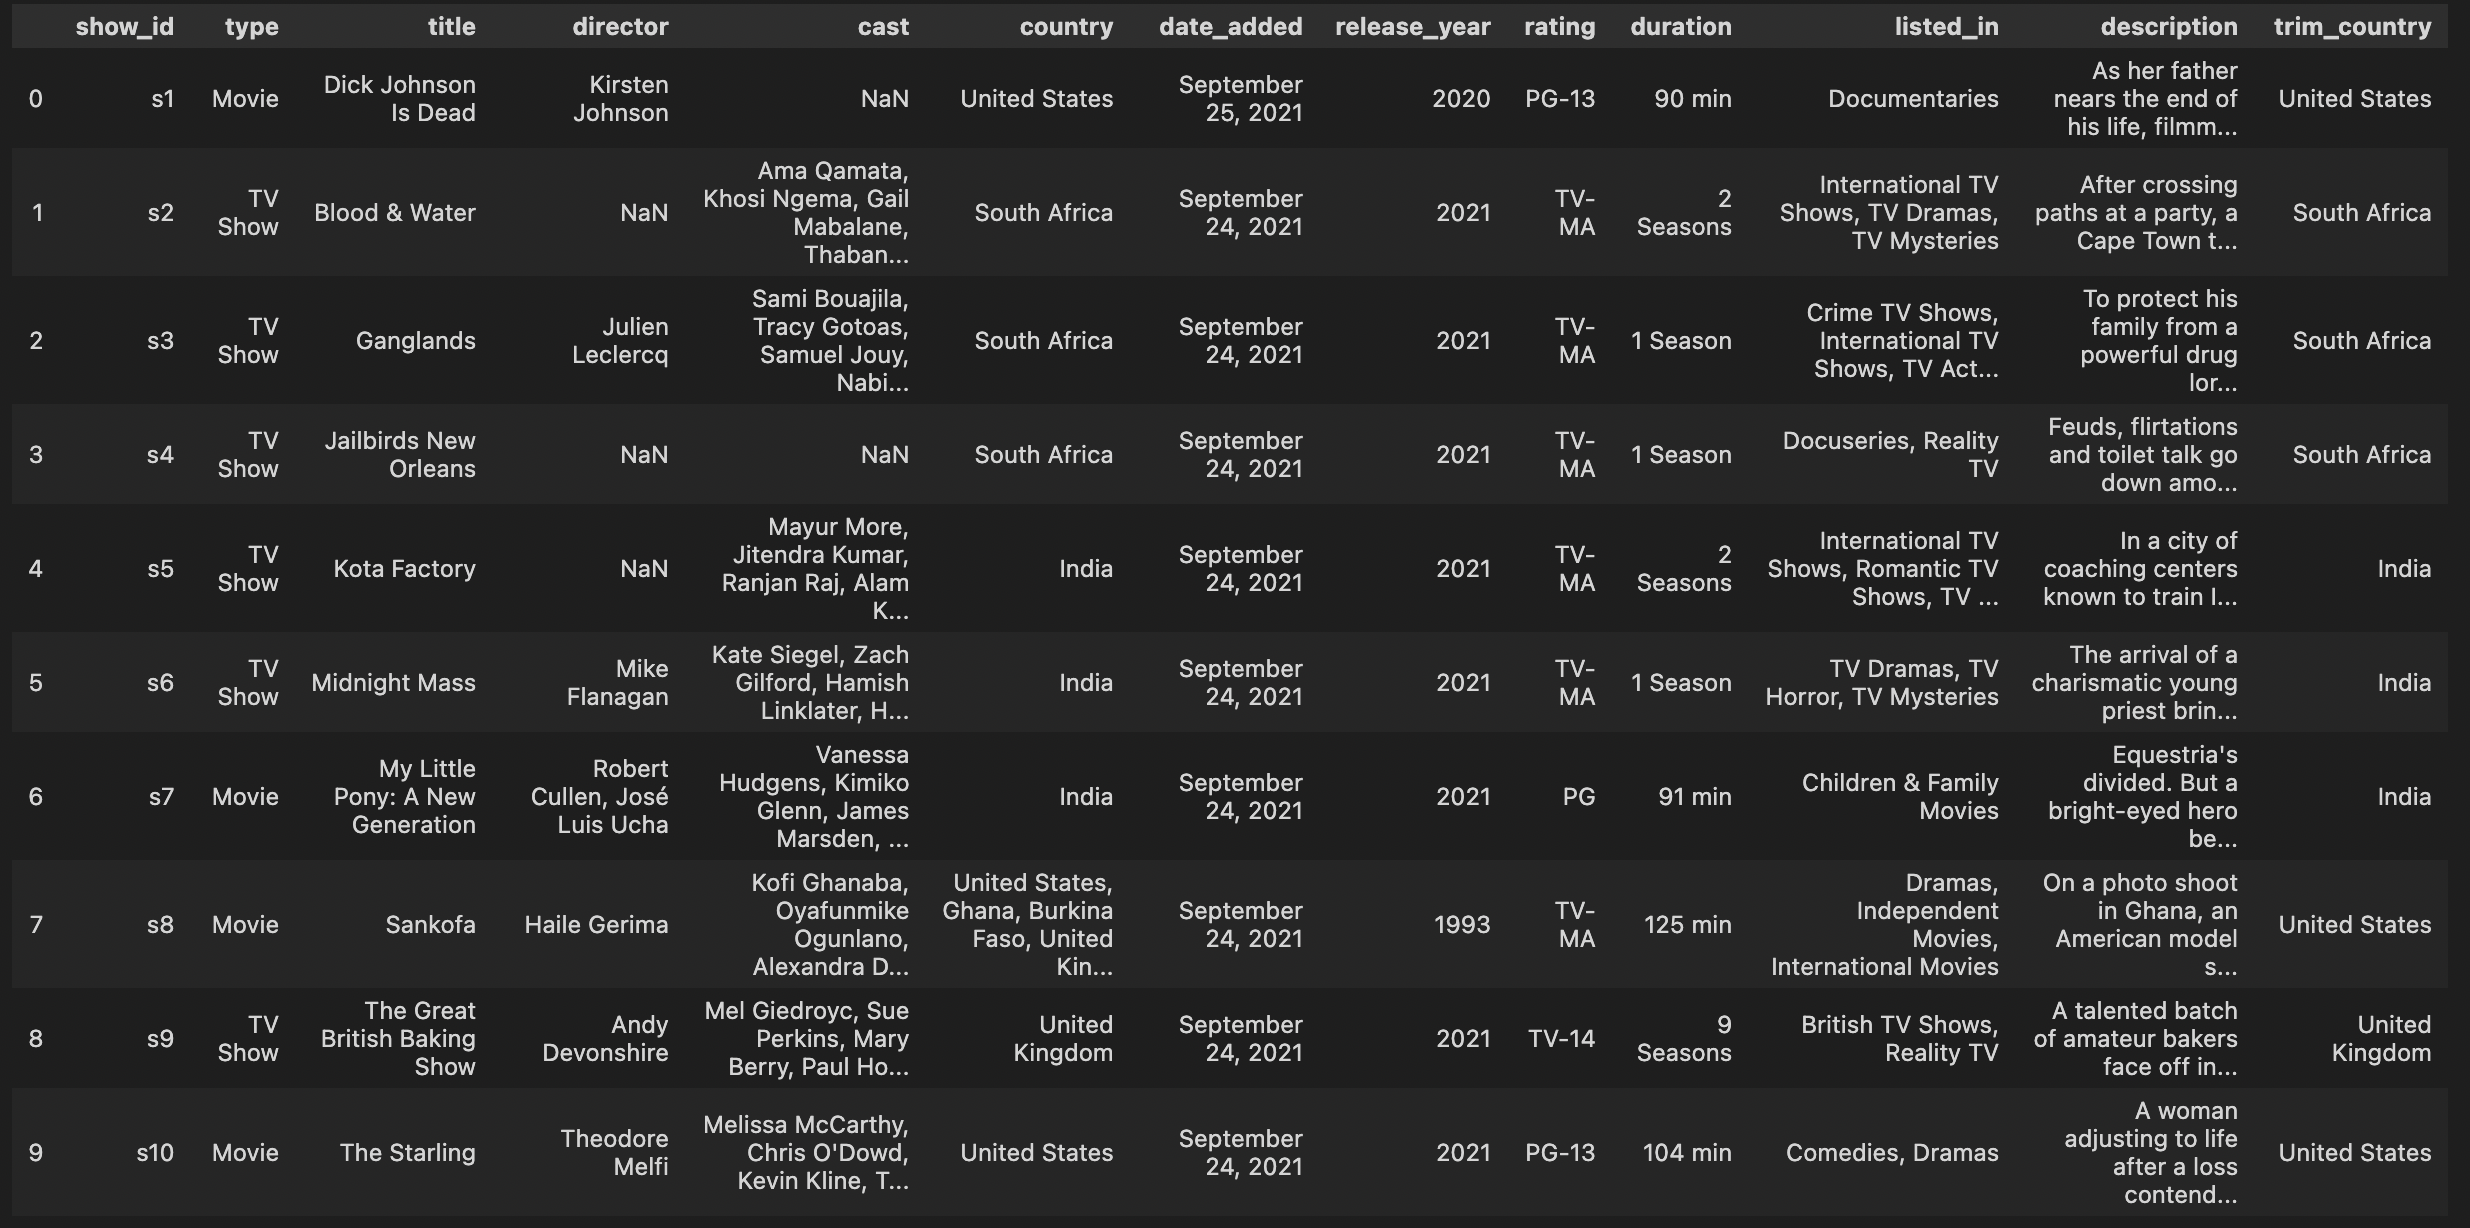 show_id type title director cast country date_added release_year rating duration listed_in description trim_country
0 s1 Movie Dick Johnson Is Dead Kirsten Johnson NaN United States September 25, 2021 2020 PG-13 90 min Documentaries As her father nears the end of his life, filmm... United States
1 s2 TV Show Blood & Water NaN Ama Qamata, Khosi Ngema, Gail Mabalane, Thaban... South Africa September 24, 2021 2021 TV-MA 2 Seasons International TV Shows, TV Dramas, TV Mysteries After crossing paths at a party, a Cape Town t... South Africa
2 s3 TV Show Ganglands Julien Leclercq Sami Bouajila, Tracy Gotoas, Samuel Jouy, Nabi... South Africa September 24, 2021 2021 TV-MA 1 Season Crime TV Shows, International TV Shows, TV Act... To protect his family from a powerful drug lor... South Africa
3 s4 TV Show Jailbirds New Orleans NaN NaN South Africa September 24, 2021 2021 TV-MA 1 Season Docuseries, Reality TV Feuds, flirtations and toilet talk go down amo... South Africa
4 s5 TV Show Kota Factory NaN Mayur More, Jitendra Kumar, Ranjan Raj, Alam K... India September 24, 2021 2021 TV-MA 2 Seasons International TV Shows, Romantic TV Shows, TV ... In a city of coaching centers known to train I... India
5 s6 TV Show Midnight Mass Mike Flanagan Kate Siegel, Zach Gilford, Hamish Linklater, H... India September 24, 2021 2021 TV-MA 1 Season TV Dramas, TV Horror, TV Mysteries The arrival of a charismatic young priest brin... India
6 s7 Movie My Little Pony: A New Generation Robert Cullen, José Luis Ucha Vanessa Hudgens, Kimiko Glenn, James Marsden, ... India September 24, 2021 2021 PG 91 min Children & Family Movies Equestria's divided. But a bright-eyed hero be... India
7 s8 Movie Sankofa Haile Gerima Kofi Ghanaba, Oyafunmike Ogunlano, Alexandra D... United States, Ghana, Burkina Faso, United Kin... September 24, 2021 1993 TV-MA 125 min Dramas, Independent Movies, International Movies On a photo shoot in Ghana, an American model s... United States
8 s9 TV Show The Great British Baking Show Andy Devonshire Mel Giedroyc, Sue Perkins, Mary Berry, Paul Ho... United Kingdom September 24, 2021 2021 TV-14 9 Seasons British TV Shows, Reality TV A talented batch of amateur bakers face off in... United Kingdom
9 s10 Movie The Starling Theodore Melfi Melissa McCarthy, Chris O'Dowd, Kevin Kline, T... United States September 24, 2021 2021 PG-13 104 min Comedies, Dramas A woman adjusting to life after a loss contend... United States